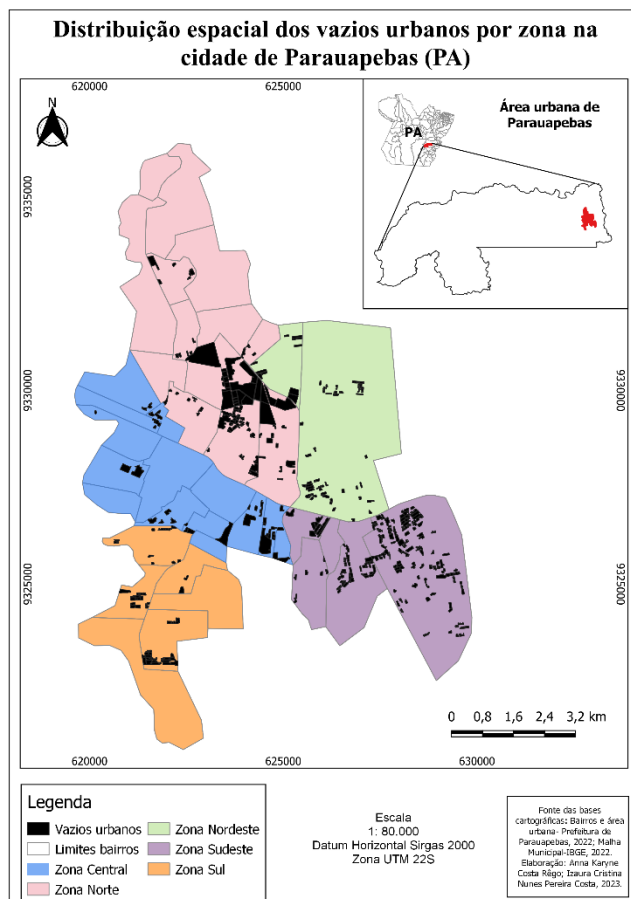 Distribuição espacial dos vazios urbanos por zona na
cidade de Parauapebas (PA)
620000
625000
N
PA
Área urbana de
Parauapebas
9335000
9330000
9330000
9325000
9325000
0 0,8 1,6 2,4 3,2 km
620000
625000
630000
Legenda
Vazios urbanos
Limites bairros
Zona Central
Zona Norte
Zona Nordeste
Zona Sudeste
Zona Sul
Escala
1: 80.000
Datum Horizontal Sirgas 2000
Zona UTM 22S
Fonte das bases
cartográficas: Bairros e área
urbana- Prefeitura de
Parauapebas, 2022; Malha
Municipal-IBGE, 2022.
Elaboração: Anna Karyne
Costa Rêgo; Izaura Cristina
Nunes Pereira Costa, 2023.